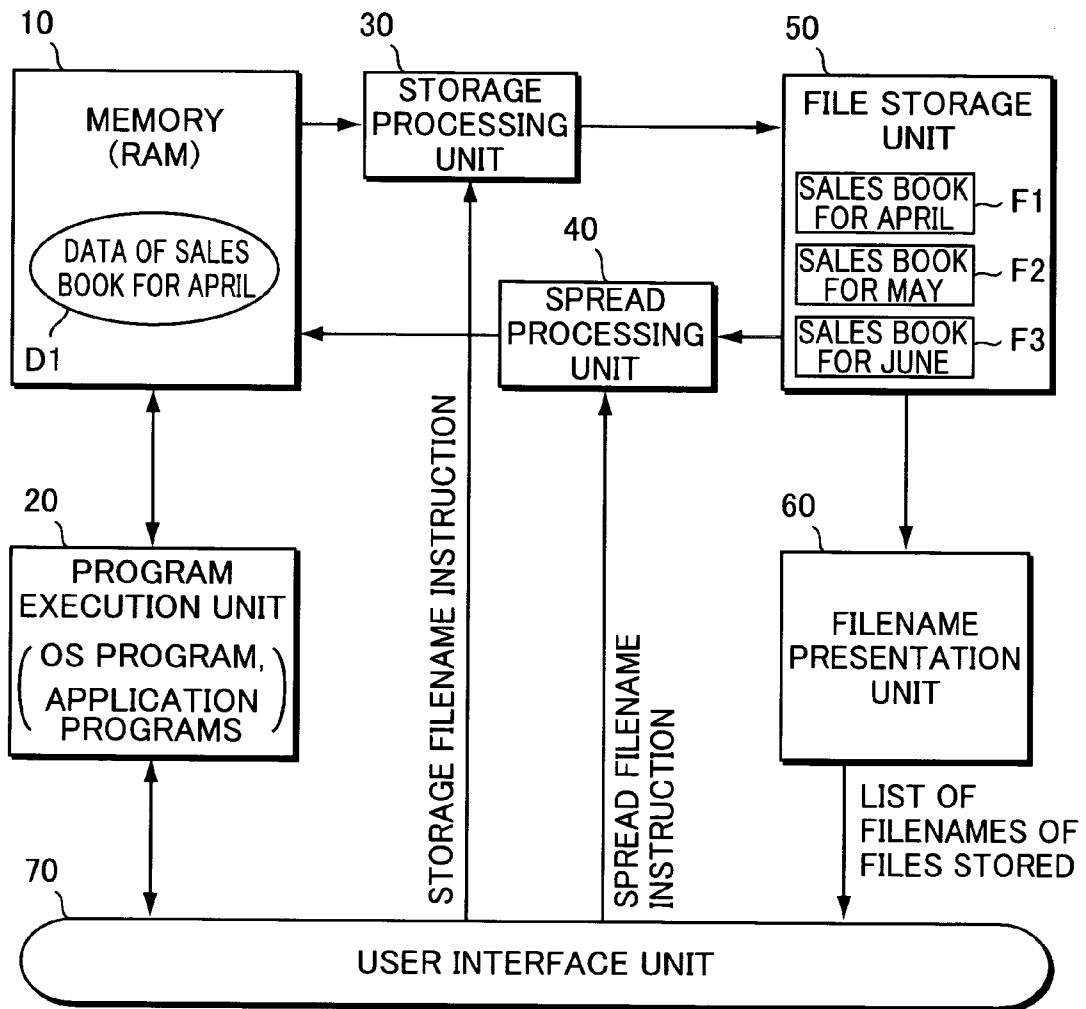 10
MEMORY
(RAM)
DATA OF SALES
BOOK FOR APRIL
D1
30
STORAGE
PROCESSING
UNIT
50
FILE STORAGE
UNIT
SALES BOOK
FOR APRIL
F1
SALES BOOK
FOR MAY
F2
SALES BOOK
FOR JUNE
F3
40
SPREAD
PROCESSING
UNIT
20
PROGRAM
EXECUTION UNIT
(OS PROGRAM,
APPLICATION
PROGRAMS)
STORAGE FILENAME INSTRUCTION
SPREAD FILENAME
INSTRUCTION
60
FILENAME
PRESENTATION
UNIT
LIST OF
FILENAMES OF
FILES STORED
70
USER INTERFACE UNIT